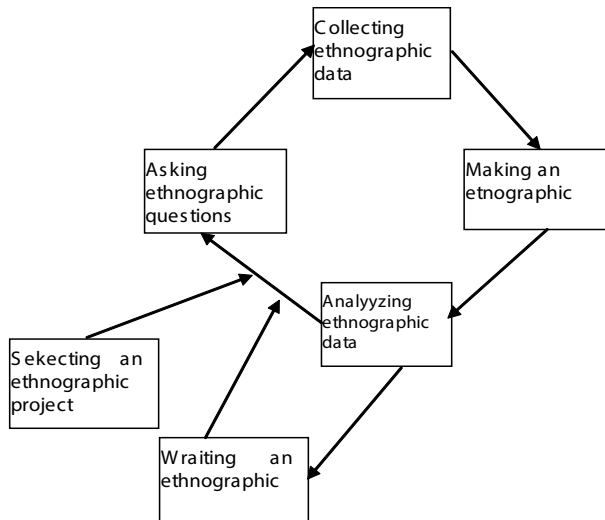 Collecting
ethnographic
data
Asking
ethnographic
questions
Making an
etnographic
Analyyzing
ethnographic
data
Sekecting an
ethnographic
project
Wraiting an
ethnographic